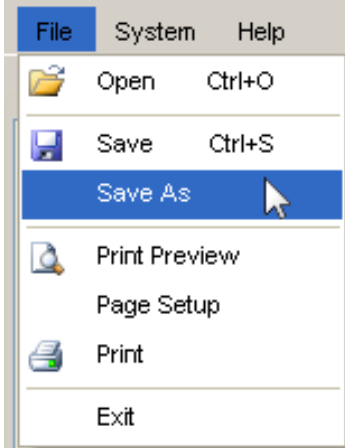 File System Help
Open Ctrl+O
Save Ctrl+S
Save As
Print Preview
Page Setup
Print
Exit